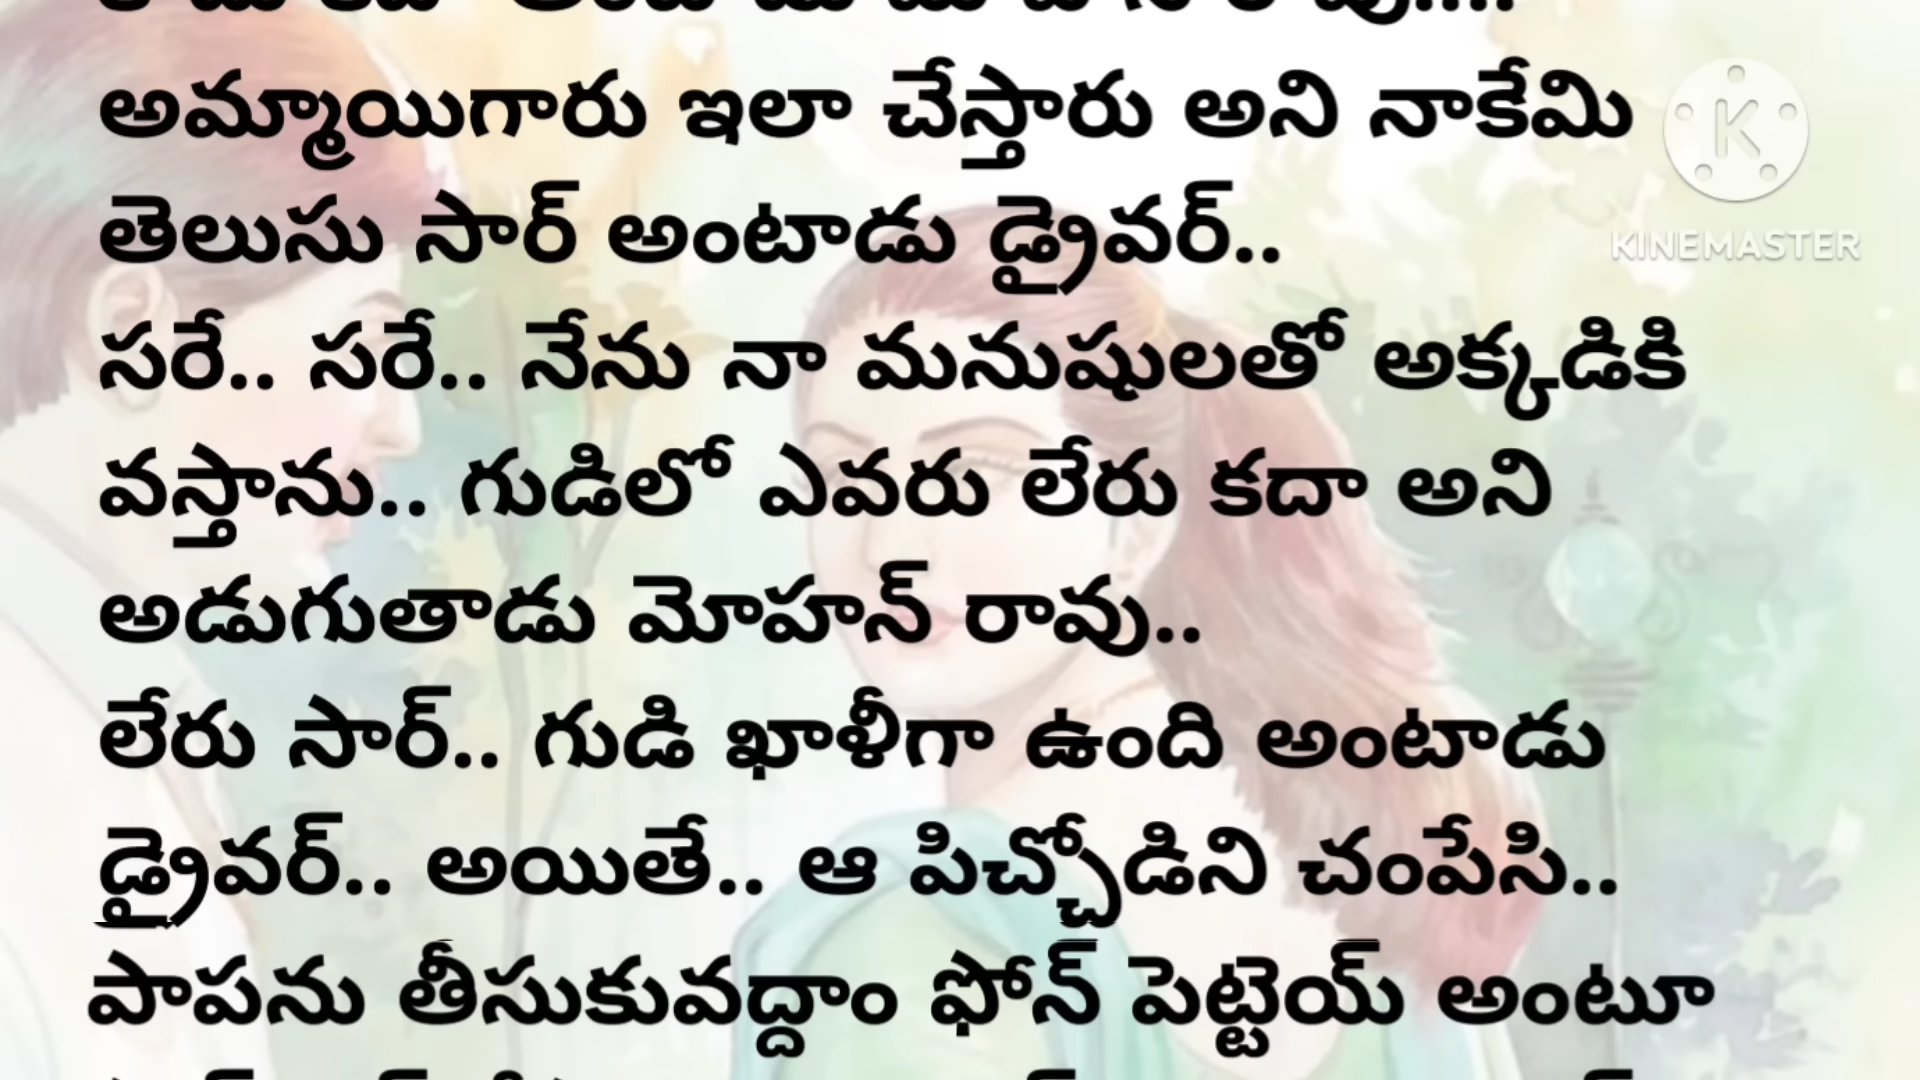 అమ్మాయిగారు ఇలా చేస్తారు అని నాకేమి
తెలుసు సార్ అంటాడు డ్రైవర్..
సరే.. సరే.. నేను నా మనుషులతో అక్కడికి
వస్తాను.. గుడిలో ఎవరు లేరు కదా అని
అడుగుతాడు మోహన్ రావు..
లేరు సార్.. గుడి ఖాళీగా ఉంది అంటాడు
డ్రైవర్.. అయితే.. ఆ పిచ్చోడిని చంపేసి..
పాపను తీసుకువద్దాం ఫోన్ పెట్టెయ్ అంటూ
K
KINEMASTER